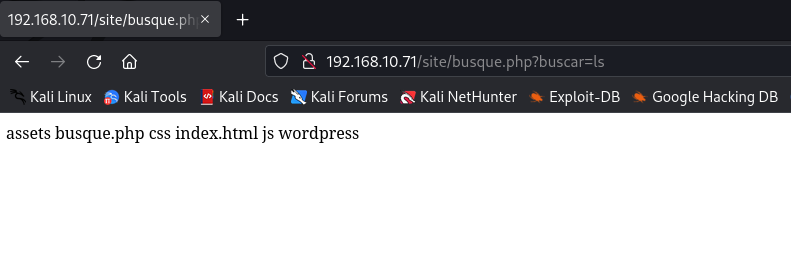 192.168.10.71/site/busque.ph
192.168.10.71/site/busque.php?buscar=ls
Kali Linux Kali Tools Kali Docs Kali Forums Kali NetHunter Exploit-DB Google Hacking DB
assets busque.php css index.html js wordpress